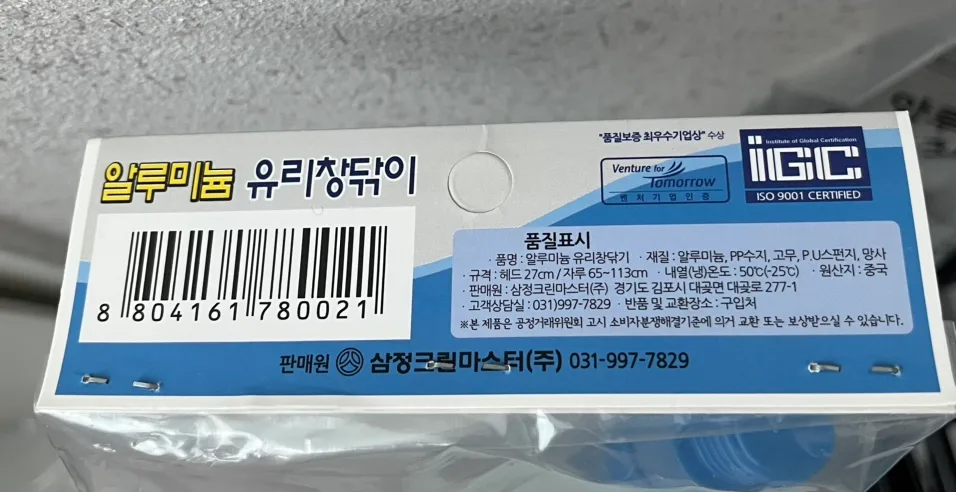 "품질보증 최우수기업상" 수상
Institute of Global Certification
iGC
ISO 9001 CERTIFIED
Venture for Tomorrow
벤처기업인증
알루미늄 유리창닦이
품질표시
· 품명 : 알루미늄 유리창닦기 · 재질 : 알루미늄, PP수지, 고무, P.U스펀지, 망사
· 규격 : 헤드 27cm / 자루 65~113cm · 내열(냉)온도 : 50℃(-25℃) · 원산지 : 중국
· 판매원 : 삼정크린마스터(주) 경기도 김포시 대곶면 대곶로 277-1
· 고객상담실 : 031)997-7829 · 반품 및 교환장소 : 구입처
※본 제품은 공정거래위원회 고시 소비자분쟁해결기준에 의거 교환 또는 보상받으실 수 있습니다.
8 804161 780021
판매원 삼정크린마스터(주) 031-997-7829